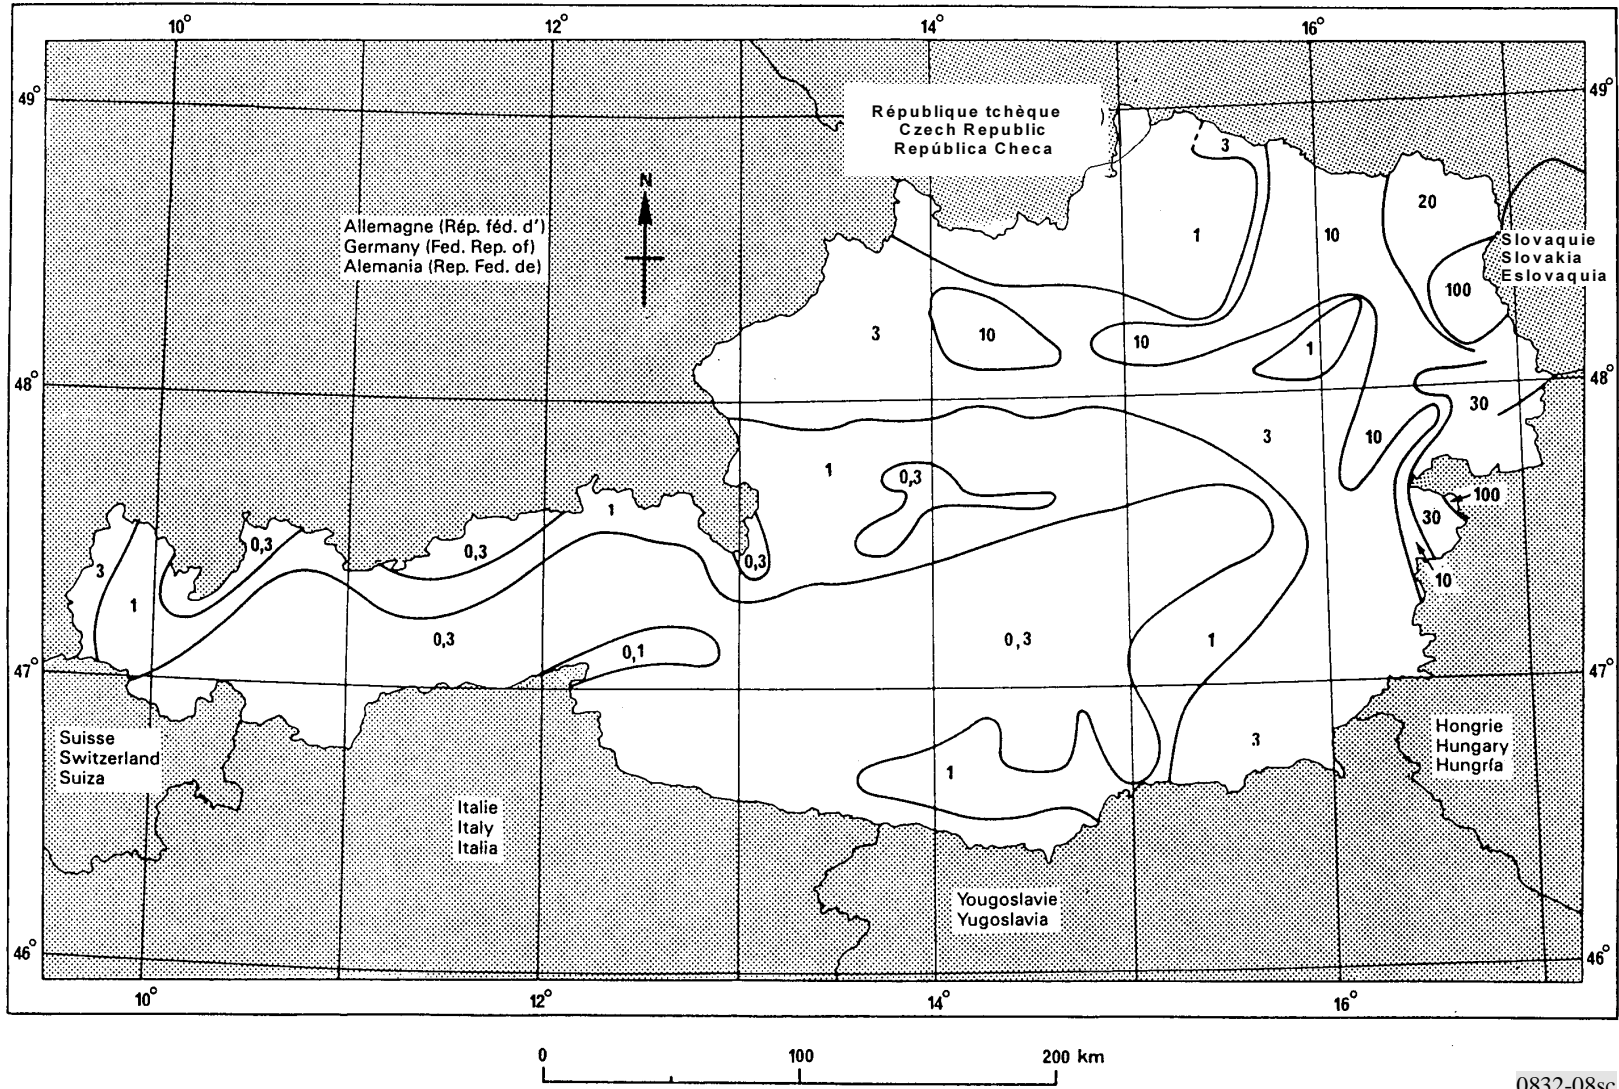 10° 12° 14° 16°
49° 49°
République tchèque
Czech Republic
República Checa
3
N
20
Allemagne (Rép. féd. d')
Germany (Fed. Rep. of)
Alemania (Rep. Fed. de)
1
10
Slovaquie
Slovakia
Eslovaquia
100
3
10
10
1
48° 48°
30
3
10
1
0,3
100
1
30
0,3
0,3
0,3
3
10
1
0,3
0,3
1
0,1
47° 47°
Suisse
Switzerland
Suiza
3
Hongrie
Hungary
Hungría
1
Italie
Italy
Italia
Yougoslavie
Yugoslavia
46° 46°
10° 12° 14° 16°
0 100 200 km
0832-08sc